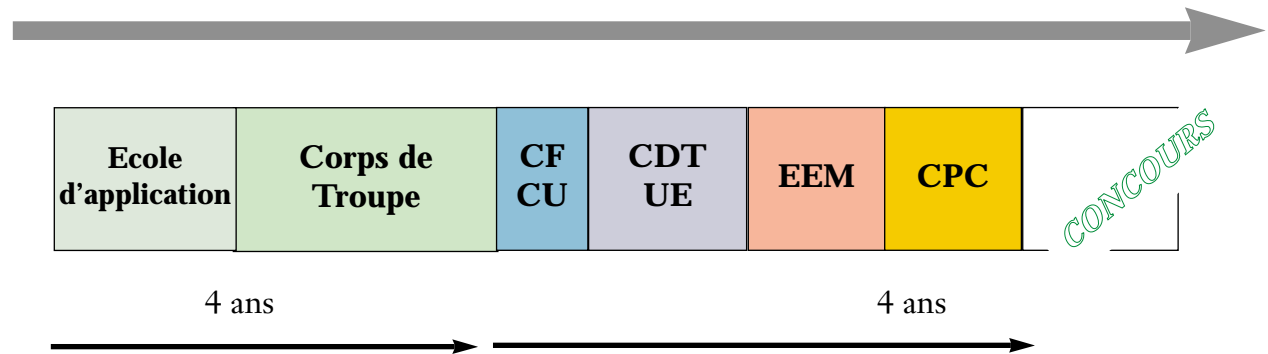 Ecole
d'application
Corps de
Troupe
CF
CU
CDT
UE
EEM
CPC
CONCOURS
4 ans
4 ans